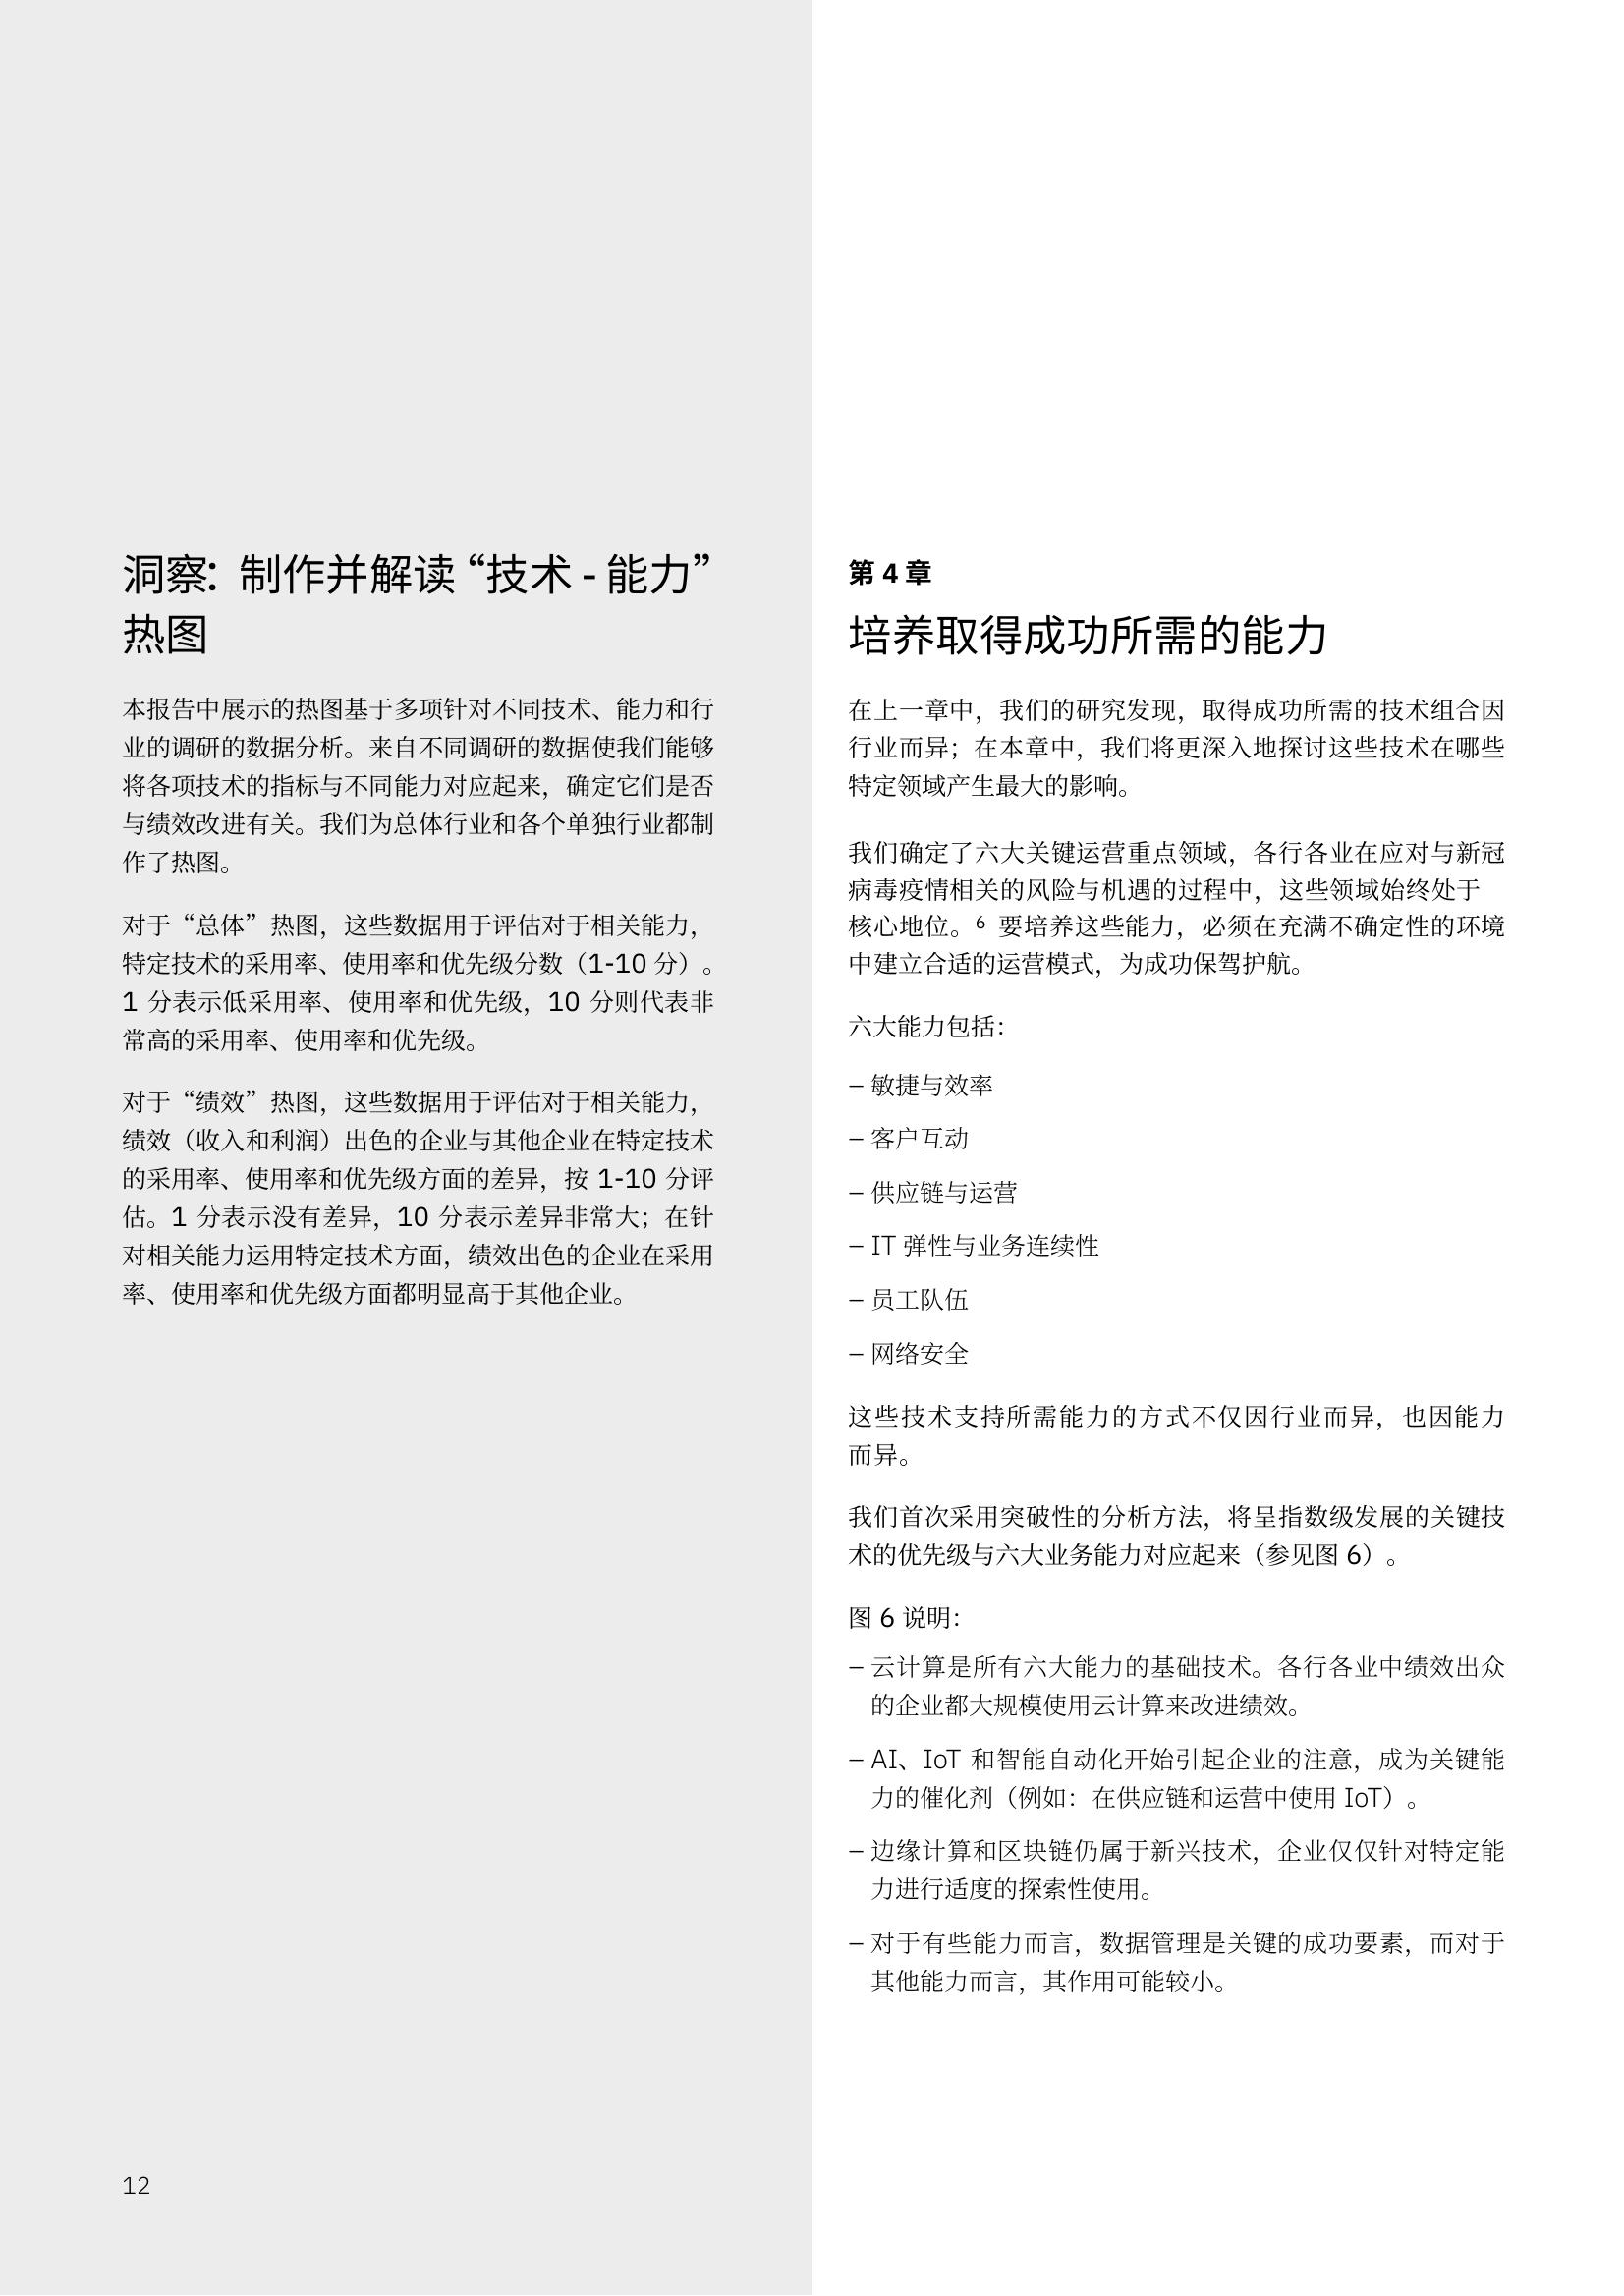 洞察：制作并解读“技术 - 能力”
热图
本报告中展示的热图基于多项针对不同技术、能力和行
业的调研的数据分析。来自不同调研的数据使我们能够
将各项技术的指标与不同能力对应起来，确定它们是否
与绩效改进有关。我们为总体行业和各个单独行业都制
作了热图。
对于“总体”热图，这些数据用于评估对于相关能力，
特定技术的采用率、使用率和优先级分数（1-10 分）。
1 分表示低采用率、使用率和优先级，10 分则代表非
常高的采用率、使用率和优先级。
对于“绩效”热图，这些数据用于评估对于相关能力，
绩效（收入和利润）出色的企业与其他企业在特定技术
的采用率、使用率和优先级方面的差异，按 1-10 分评
估。1 分表示没有差异，10 分表示差异非常大；在针
对相关能力运用特定技术方面，绩效出色的企业在采用
率、使用率和优先级方面都明显高于其他企业。
第 4 章
培养取得成功所需的能力
在上一章中，我们的研究发现，取得成功所需的技术组合因
行业而异；在本章中，我们将更深入地探讨这些技术在哪些
特定领域产生最大的影响。
我们确定了六大关键运营重点领域，各行各业在应对与新冠
病毒疫情相关的风险与机遇的过程中，这些领域始终处于
核心地位。⁶ 要培养这些能力，必须在充满不确定性的环境
中建立合适的运营模式，为成功保驾护航。
六大能力包括：
– 敏捷与效率
– 客户互动
– 供应链与运营
– IT 弹性与业务连续性
– 员工队伍
– 网络安全
这些技术支持所需能力的方式不仅因行业而异，也因能力
而异。
我们首次采用突破性的分析方法，将呈指数级发展的关键技
术的优先级与六大业务能力对应起来（参见图 6）。
图 6 说明：
– 云计算是所有六大能力的基础技术。各行各业中绩效出众
的企业都大规模使用云计算来改进绩效。
– AI、IoT 和智能自动化开始引起企业的注意，成为关键能
力的催化剂（例如：在供应链和运营中使用 IoT）。
– 边缘计算和区块链仍属于新兴技术，企业仅仅针对特定能
力进行适度的探索性使用。
– 对于有些能力而言，数据管理是关键的成功要素，而对于
其他能力而言，其作用可能较小。
12